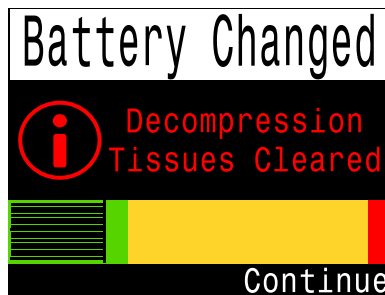 Battery Changed
Decompression
Tissues Cleared
Continue